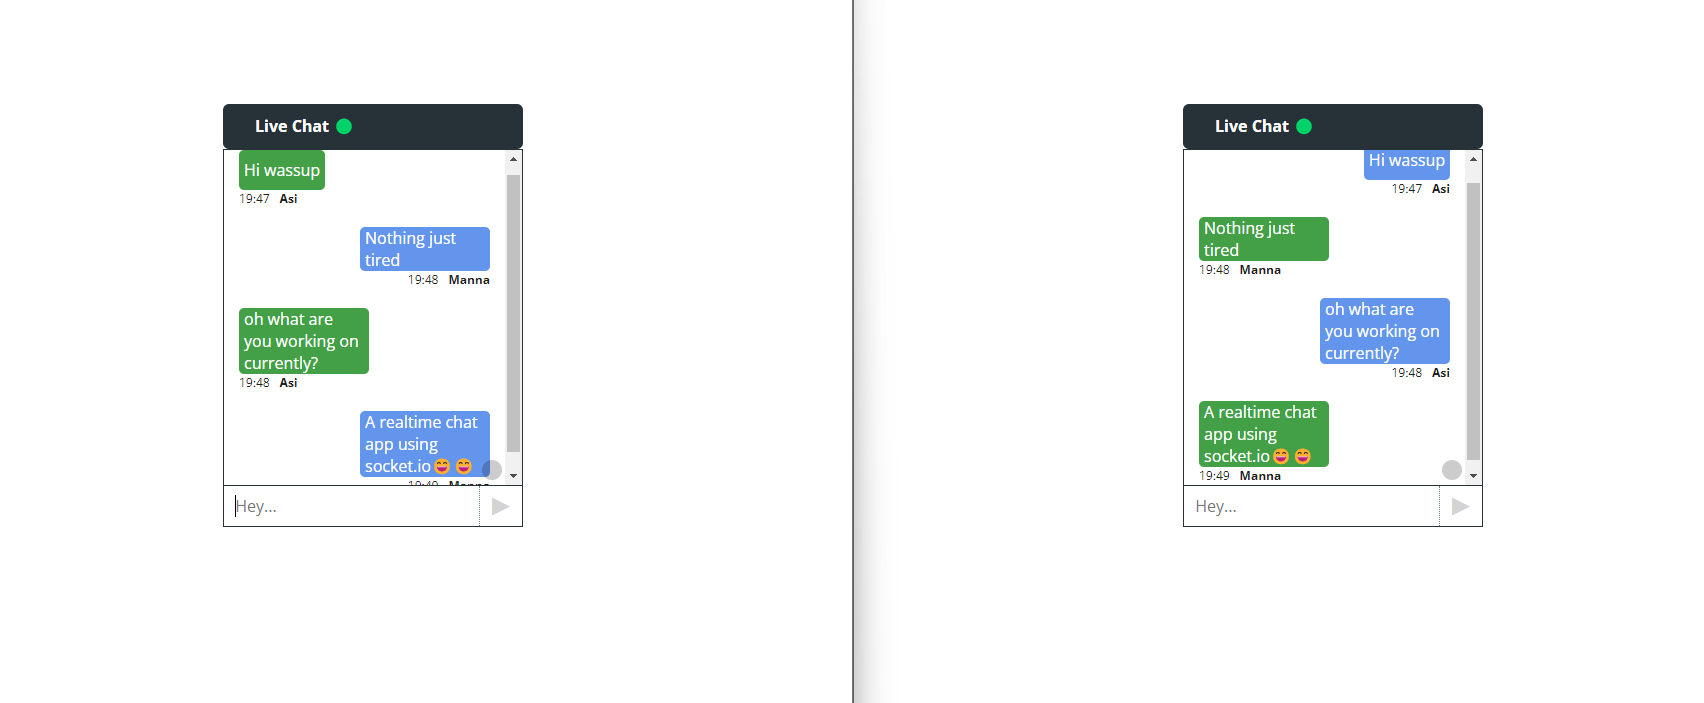 Live Chat
Hi wassup
19:47 Asi
Nothing just
tired
19:48 Manna
oh what are
you working on
currently?
19:48 Asi
A realtime chat
app using
socket.io😄 😄
19:49 Manna
Hey...
Live Chat
Hi wassup
19:47 Asi
Nothing just
tired
19:48 Manna
oh what are
you working on
currently?
19:48 Asi
A realtime chat
app using
socket.io😄 😄
19:49 Manna
Hey...